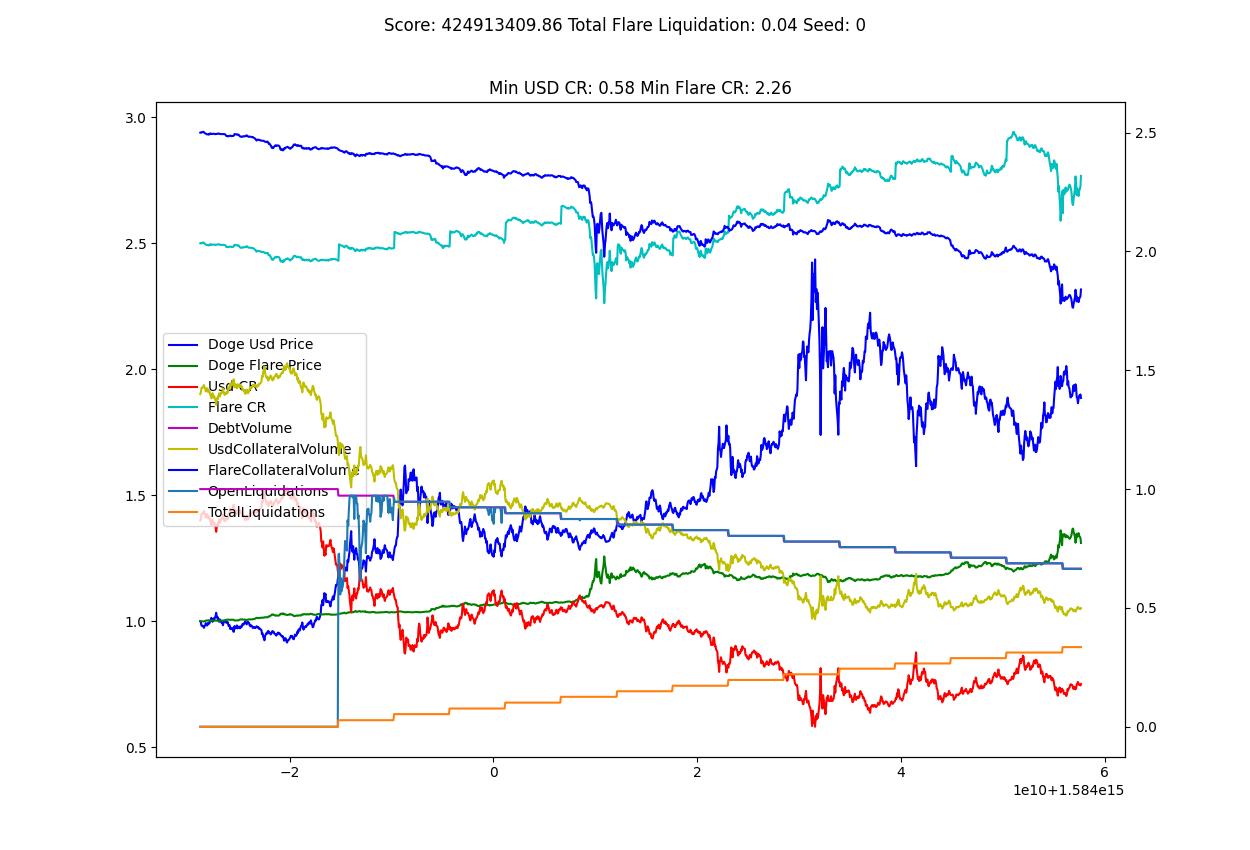 Score: 424913409.86 Total Flare Liquidation: 0.04 Seed: 0
Min USD CR: 0.58 Min Flare CR: 2.26
3.0
2.5
2.0
1.5
1.0
0.5
2.5
2.0
1.5
1.0
0.5
0.0
Doge Usd Price
Doge Flare Price
Usd CR
Flare CR
DebtVolume
UsdCollateralVolume
FlareCollateralVolume
OpenLiquidations
TotalLiquidations
−2 0 2 4 6
1e10+1.584e15